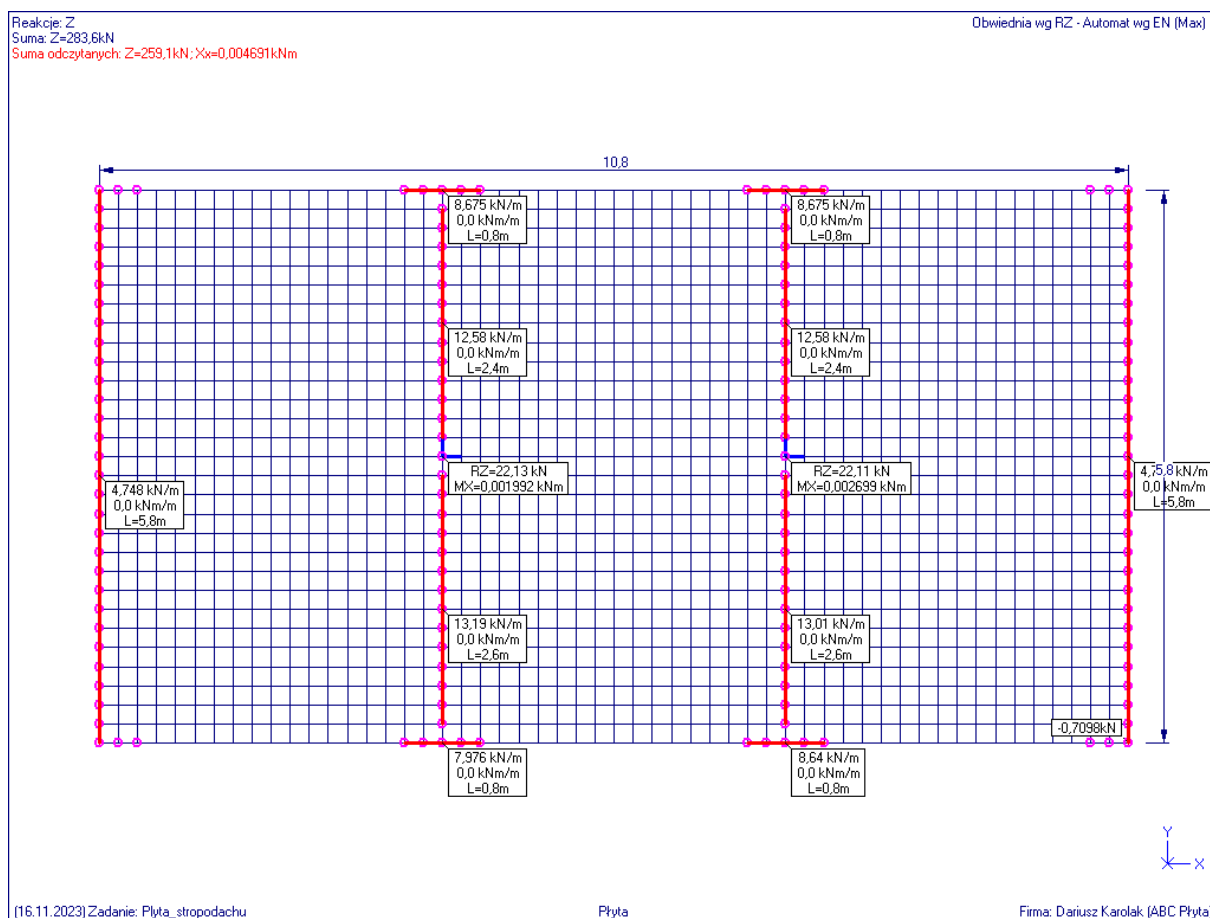 Reakcje: Z
Suma: Z=283,6kN
Suma odczytanych: Z=259,1kN; Xx=0,004691kNm
Obwiednia wg RZ - Automat wg EN (Max)
10,8
8,675 kN/m
0,0 kNm/m
L=0,8m
8,675 kN/m
0,0 kNm/m
L=0,8m
12,58 kN/m
0,0 kNm/m
L=2,4m
12,58 kN/m
0,0 kNm/m
L=2,4m
RZ=22,13 kN
MX=0,001992 kNm
RZ=22,11 kN
MX=0,002699 kNm
4,748 kN/m
0,0 kNm/m
L=5,8m
5,8
kN/m
0,0 kNm/m
L=5,8m
13,19 kN/m
0,0 kNm/m
L=2,6m
13,01 kN/m
0,0 kNm/m
L=2,6m
-0,7098kN
7,976 kN/m
0,0 kNm/m
L=0,8m
8,64 kN/m
0,0 kNm/m
L=0,8m
Y
X
(16.11.2023) Zadanie: Plyta_stropodachu
Płyta
Firma: Dariusz Karolak (ABC Płyta)